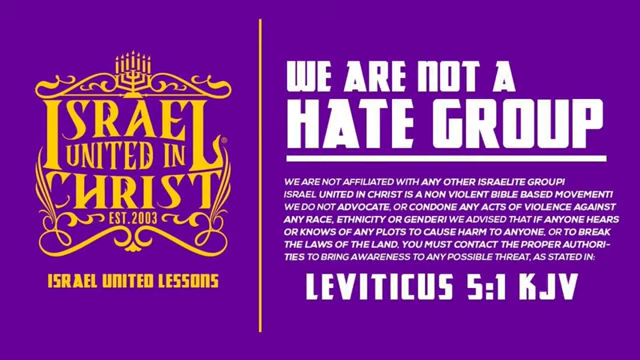 ISRAEL
UNITED IN
CHRIST
EST. 2003
ISRAEL UNITED LESSONS
WE ARE NOT A
HATE GROUP
WE ARE NOT AFFILIATED WITH ANY OTHER ISRAELITE GROUP!
ISRAEL UNITED IN CHRIST IS A NON VIOLENT BIBLE BASED MOVEMENT!
WE DO NOT ADVOCATE, OR CONDONE ANY ACTS OF VIOLENCE AGAINST
ANY RACE, ETHNICITY OR GENDER! WE ADVISED THAT IF ANYONE HEARS
OR KNOWS OF ANY PLOTS TO CAUSE HARM TO ANYONE, OR TO BREAK
THE LAWS OF THE LAND, YOU MUST CONTACT THE PROPER AUTHORI-
TIES TO BRING AWARENESS TO ANY POSSIBLE THREAT, AS STATED IN:
LEVITICUS 5:1 KJV